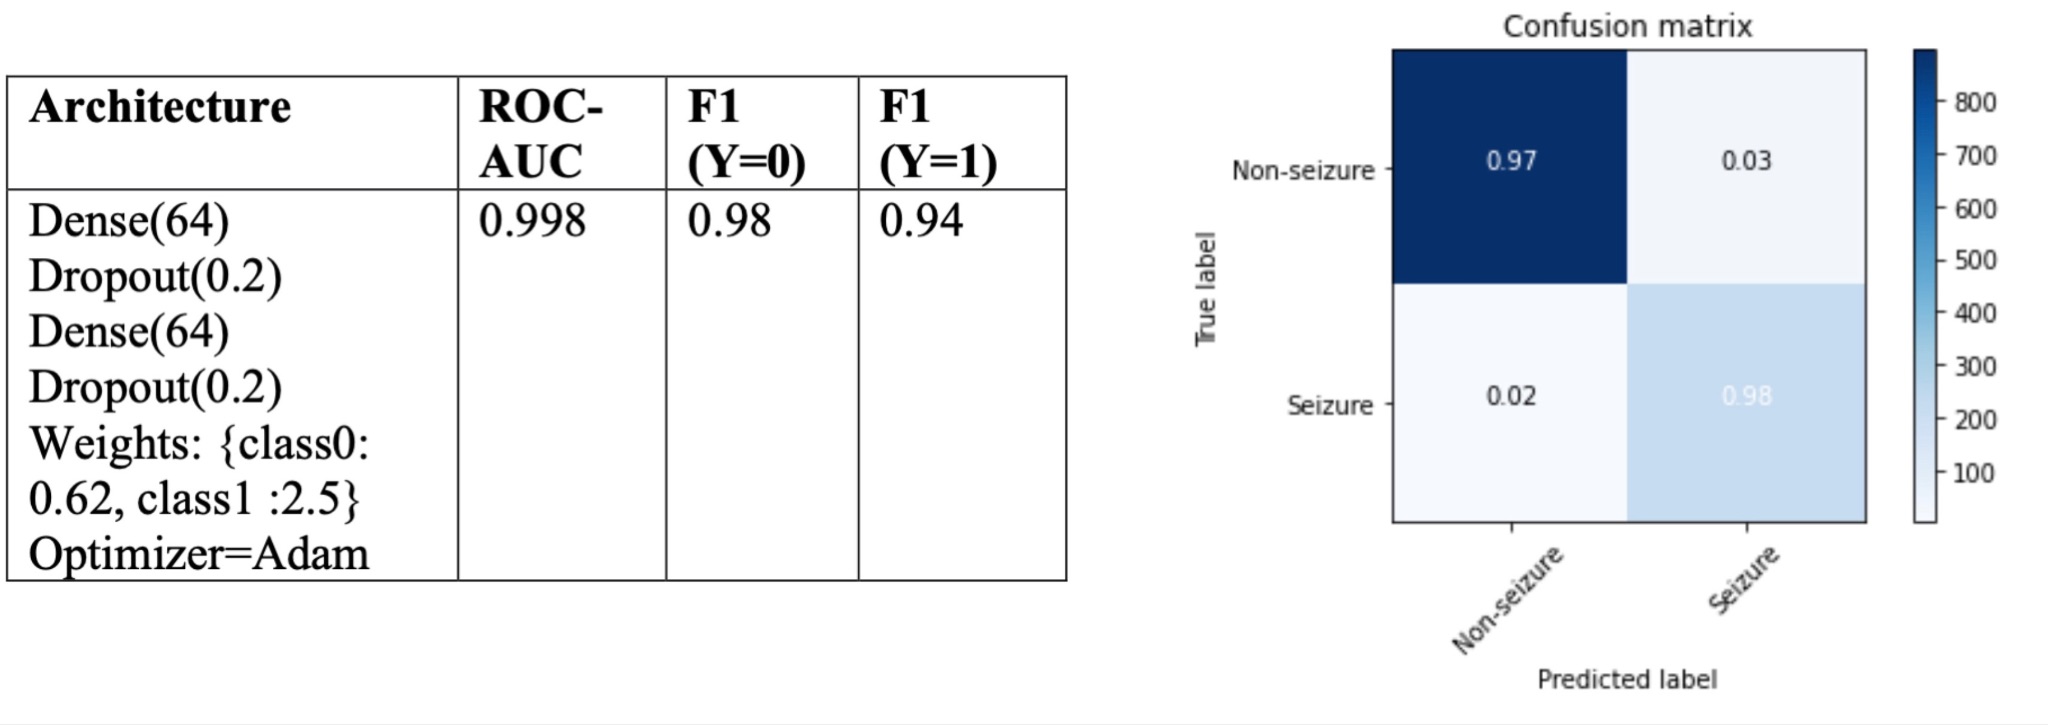 Architecture
ROC-
AUC
F1
(Y=0)
F1
(Y=1)
Dense(64)
Dropout(0.2)
Dense(64)
Dropout(0.2)
Weights: {class0:
0.62, class1 :2.5}
Optimizer=Adam
0.998
0.98
0.94
Confusion matrix
True label
Non-seizure
0.97
0.03
Seizure
0.02
0.98
Non-seizure
Seizure
Predicted label
800
700
600
500
400
300
200
100